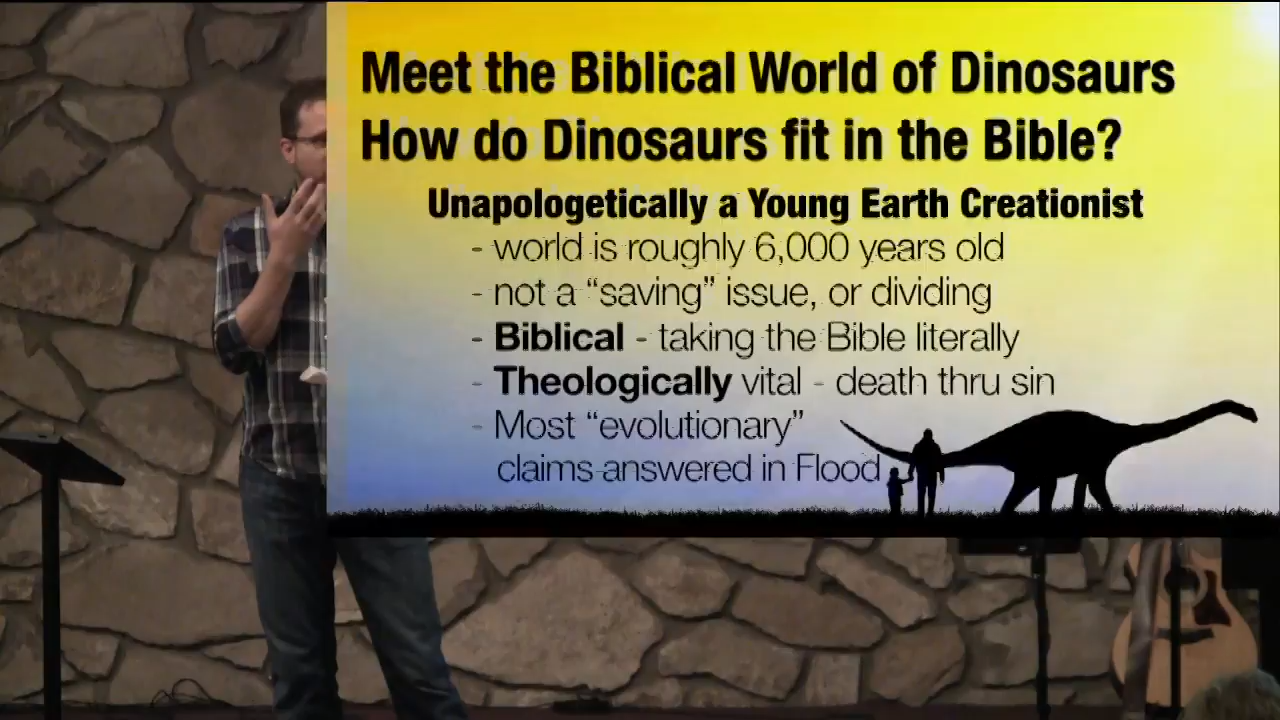 Meet the Biblical World of Dinosaurs
How do Dinosaurs fit in the Bible?
Unapologetically a Young Earth Creationist
- world is roughly 6,000 years old
- not a “saving” issue, or dividing
- Biblical - taking the Bible literally
- Theologically vital - death thru sin
- Most “evolutionary”
claims answered in Flood